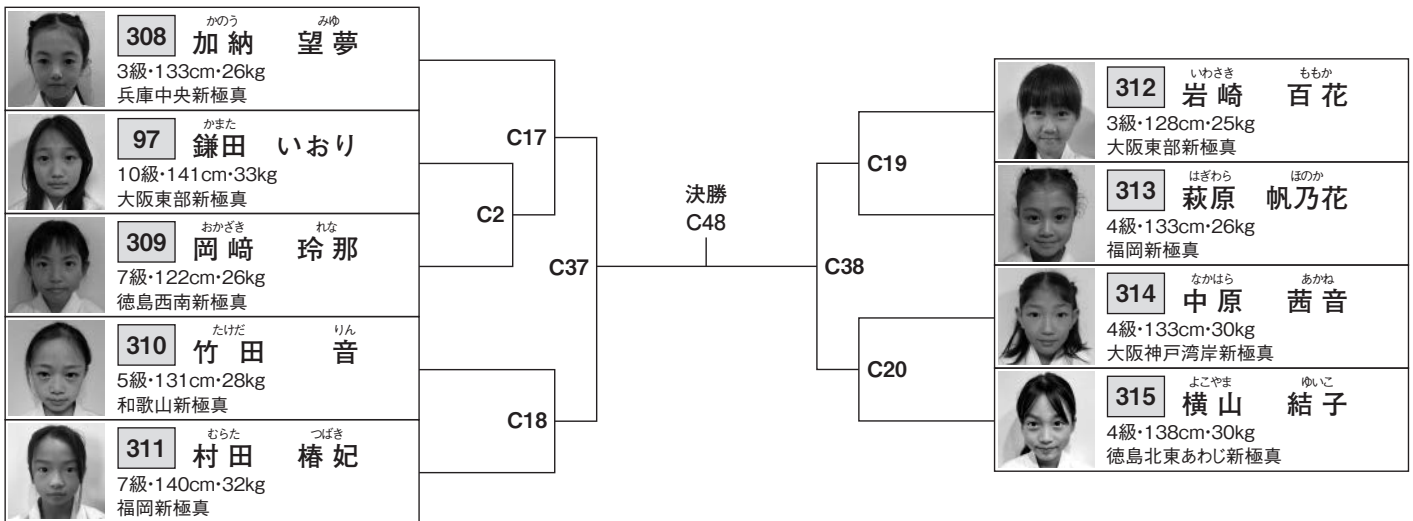 かのう みゆ
308 加納 望夢
3級・133cm・26kg
兵庫中央新極真
かまた
97 鎌田 いおり
10級・141cm・33kg
大阪東部新極真
おかざき れな
309 岡﨑 玲那
7級・122cm・26kg
徳島西南新極真
たけだ りん
310 竹田 音
5級・131cm・28kg
和歌山新極真
むらた つばき
311 村田 椿妃
7級・140cm・32kg
福岡新極真
C17
C2
C37
C18
決勝
C48
C19
C38
C20
いわさき ももか
312 岩崎 百花
3級・128cm・25kg
大阪東部新極真
はぎわら ほのか
313 萩原 帆乃花
4級・133cm・26kg
福岡新極真
なかはら あかね
314 中原 茜音
4級・133cm・30kg
大阪神戸湾岸新極真
よこやま ゆいこ
315 横山 結子
4級・138cm・30kg
徳島北東あわじ新極真